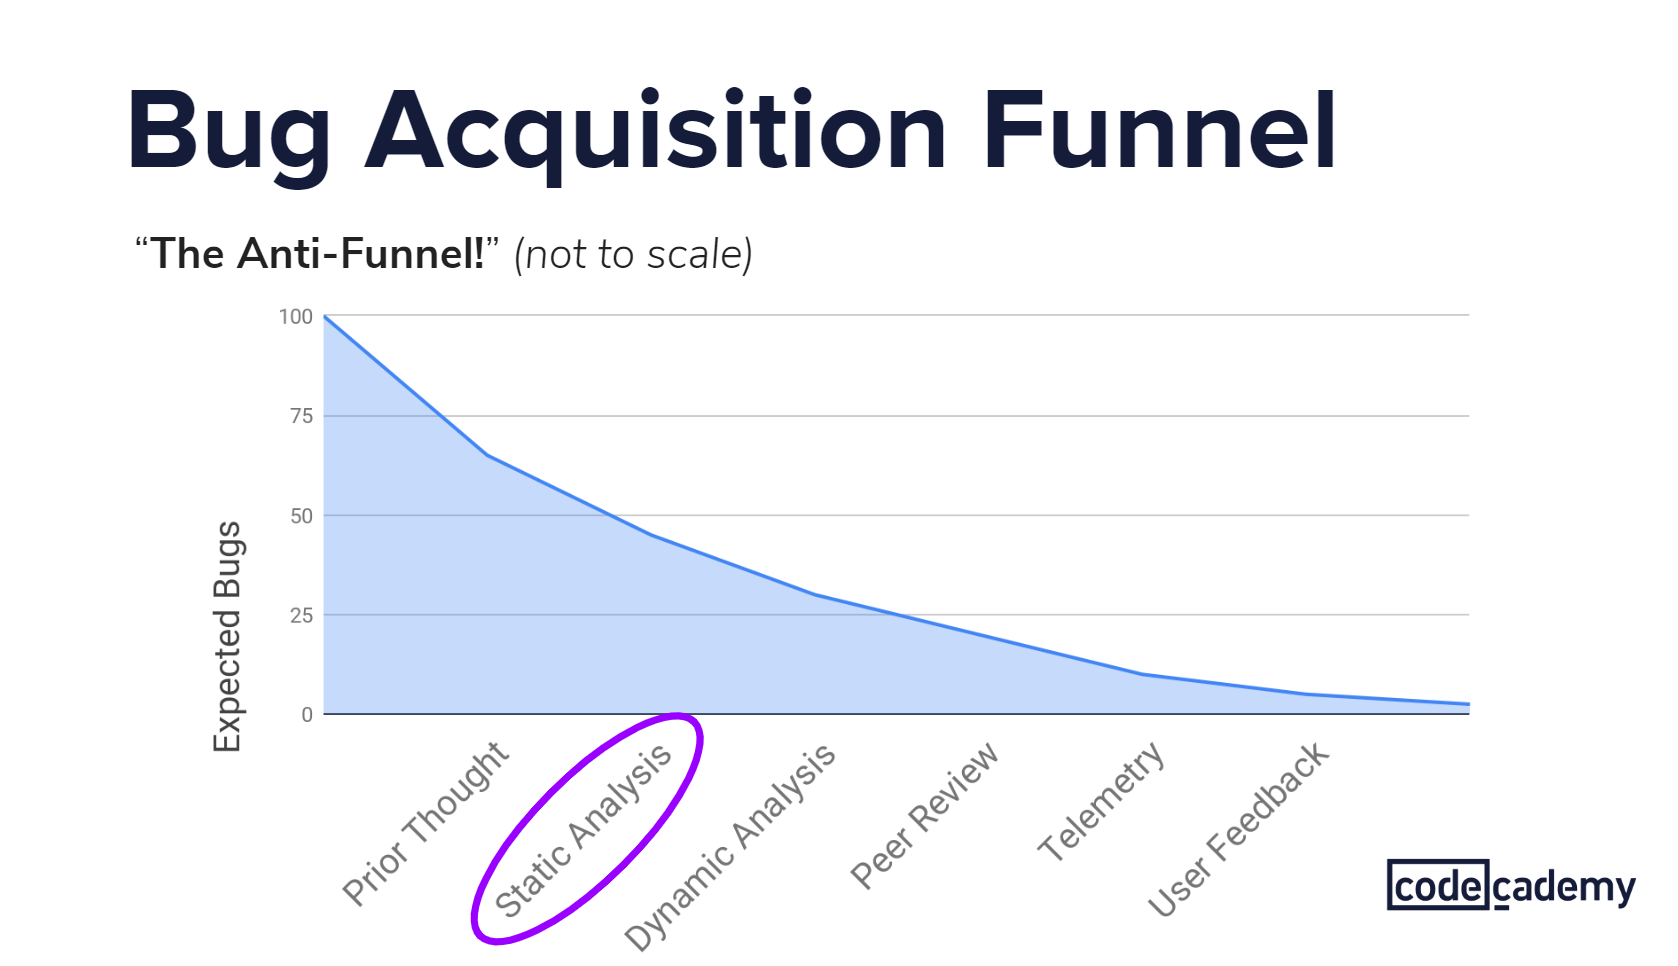 Bug Acquisition Funnel
“The Anti-Funnel!” (not to scale)
100
75
50
25
0
Expected Bugs
Prior Thought
Static Analysis
Dynamic Analysis
Peer Review
Telemetry
User Feedback
codecademy